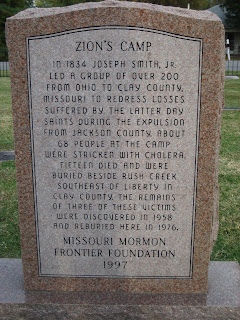 ZION'S CAMP
IN 1834 JOSEPH SMITH, JR.
LED A GROUP OF OVER 200
FROM OHIO TO CLAY COUNTY,
MISSOURI TO REDRESS LOSSES
SUFFERED BY THE LATTER DAY
SAINTS DURING THE EXPULSION
FROM JACKSON COUNTY. ABOUT
68 PEOPLE AT THE CAMP
WERE STRICKEN WITH CHOLERA.
FIFTEEN DIED AND WERE
BURIED BESIDE RUSH CREEK
SOUTHEAST OF LIBERTY IN
CLAY COUNTY. THE REMAINS
OF THREE OF THESE VICTIMS
WERE DISCOVERED IN 1958
AND REBURIED HERE IN 1976.
MISSOURI MORMON
FRONTIER FOUNDATION
1997